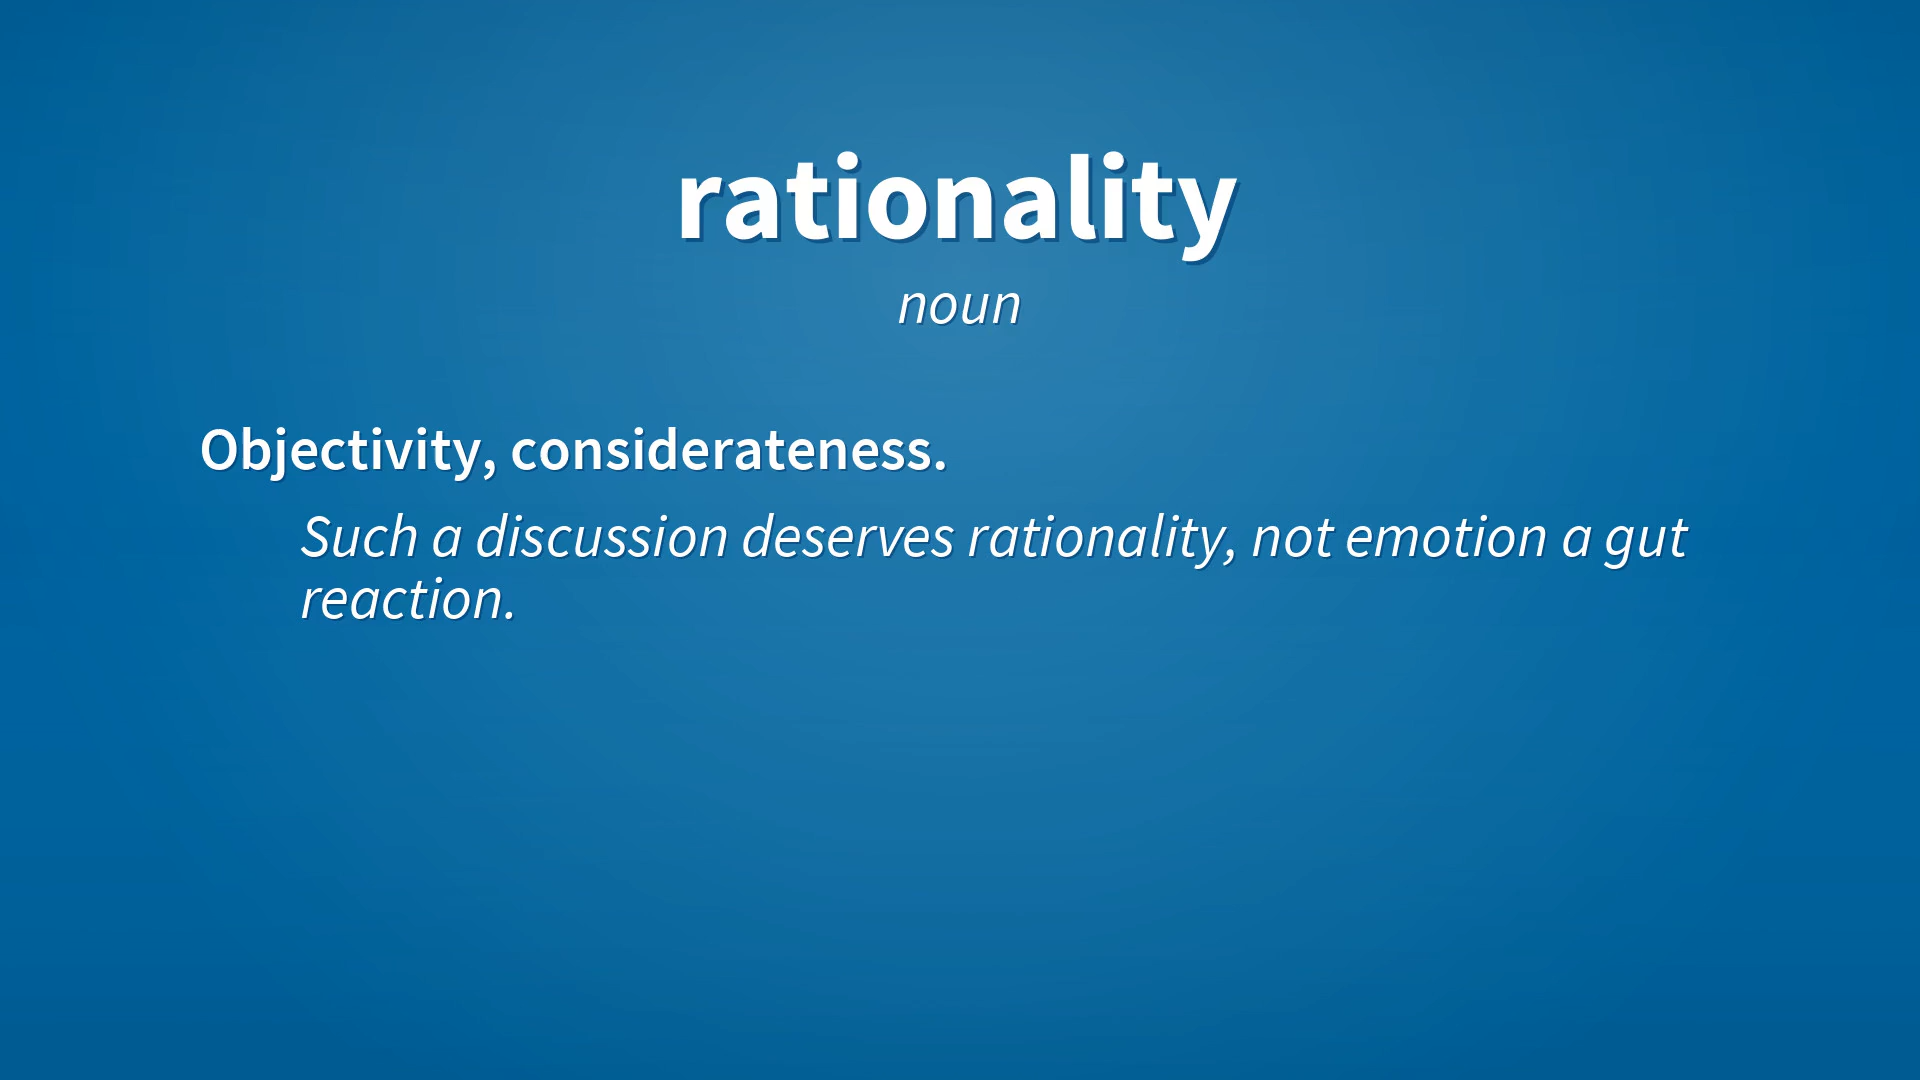 rationality
noun
Objectivity, considerateness.
Such a discussion deserves rationality, not emotion a gut
reaction.